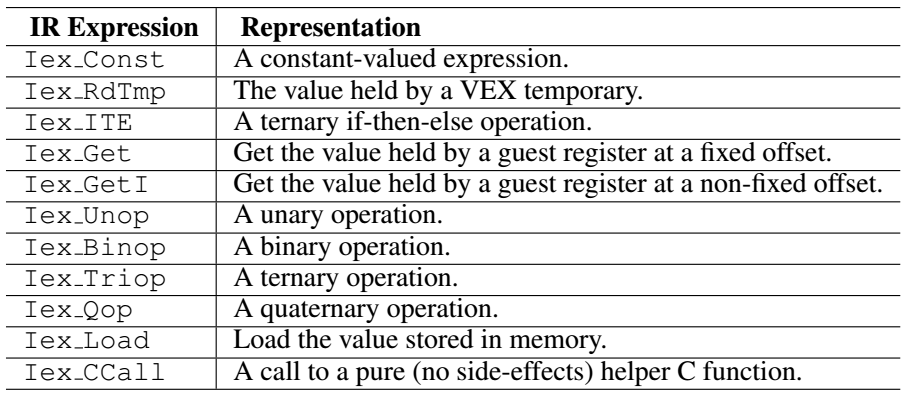 IR Expression Representation
Iex_Const A constant-valued expression.
Iex_RdTmp The value held by a VEX temporary.
Iex_ITE A ternary if-then-else operation.
Iex_Get Get the value held by a guest register at a fixed offset.
Iex_GetI Get the value held by a guest register at a non-fixed offset.
Iex_Unop A unary operation.
Iex_Binop A binary operation.
Iex_Triop A ternary operation.
Iex_Qop A quaternary operation.
Iex_Load Load the value stored in memory.
Iex_CCall A call to a pure (no side-effects) helper C function.